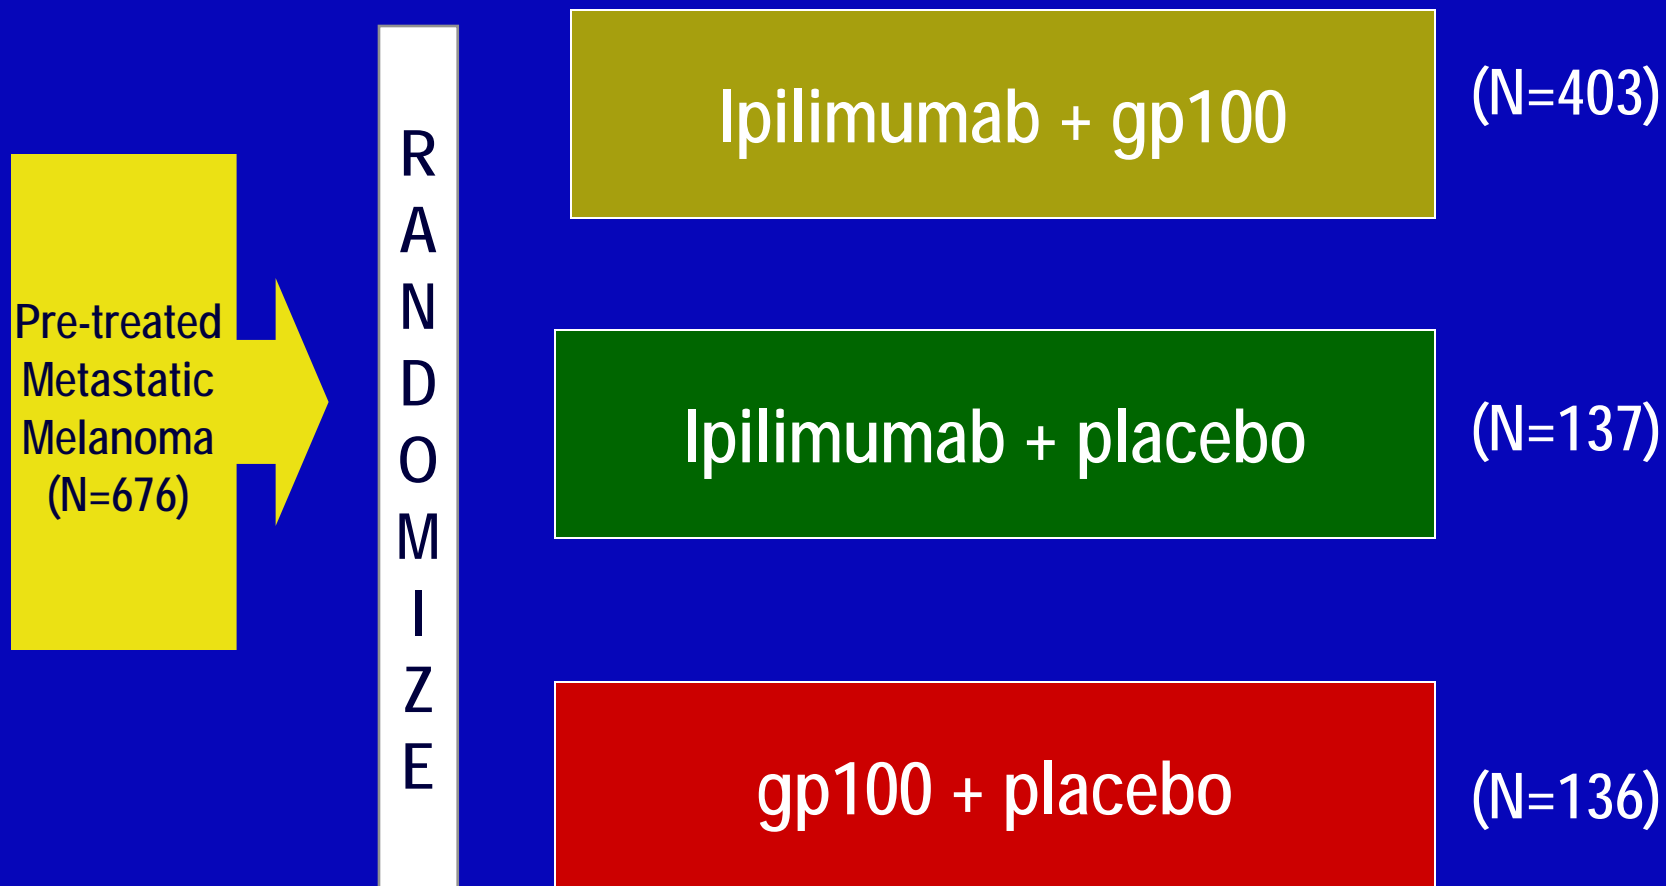 Pre-treated
Metastatic
Melanoma
(N=676)
R
A
N
D
O
M
I
Z
E
Ipilimumab + gp100
(N=403)
Ipilimumab + placebo
(N=137)
gp100 + placebo
(N=136)